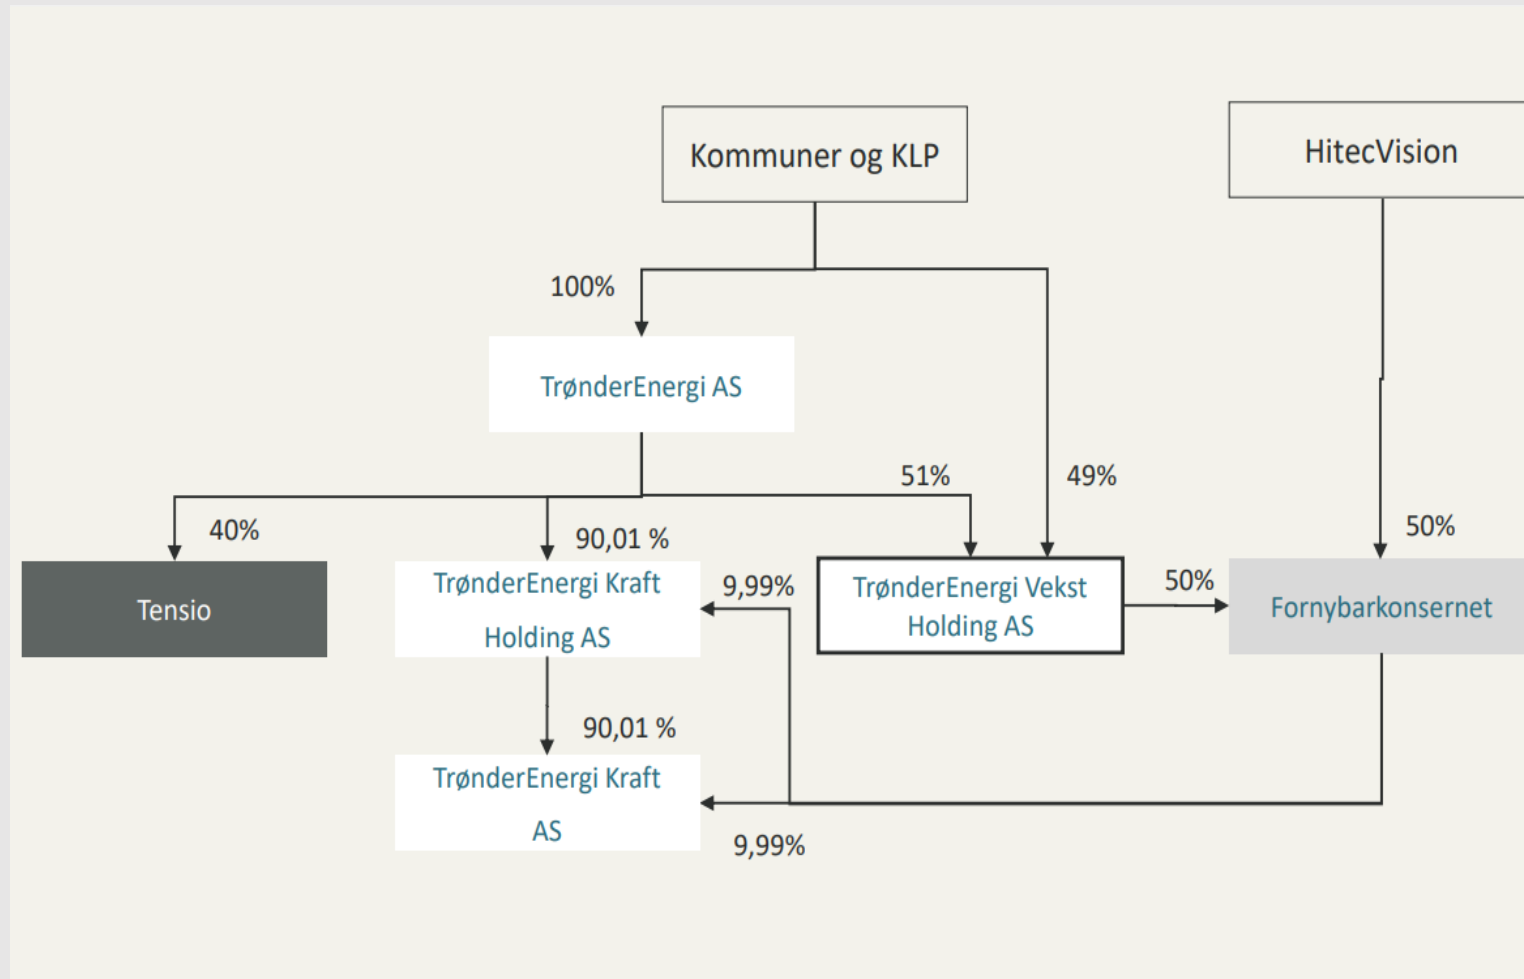 Kommuner og KLP
HitecVision
100%
TrønderEnergi AS
51%
49%
40%
90,01 %
50%
Tensio
TrønderEnergi Kraft
Holding AS
9,99%
TrønderEnergi Vekst
Holding AS
50%
Fornybarkonsernet
90,01 %
TrønderEnergi Kraft
AS
9,99%